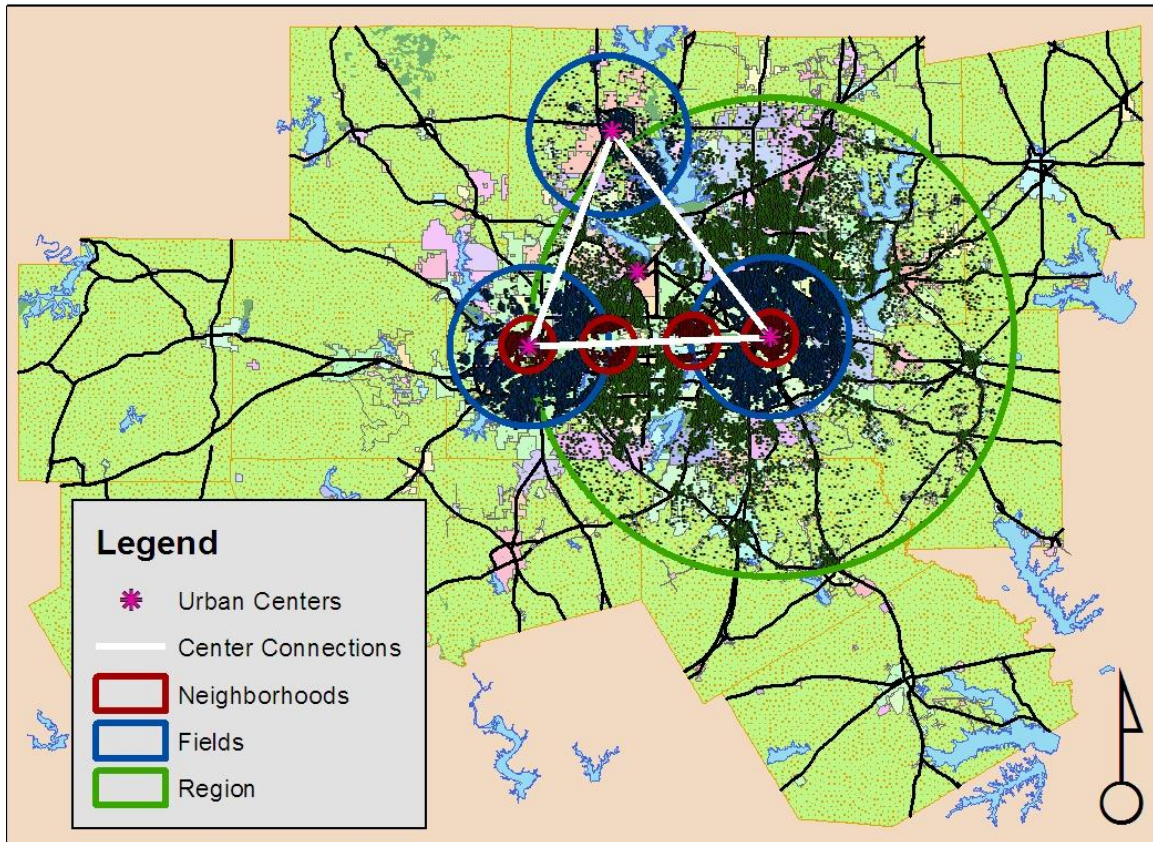 Legend
Urban Centers
Center Connections
Neighborhoods
Fields
Region